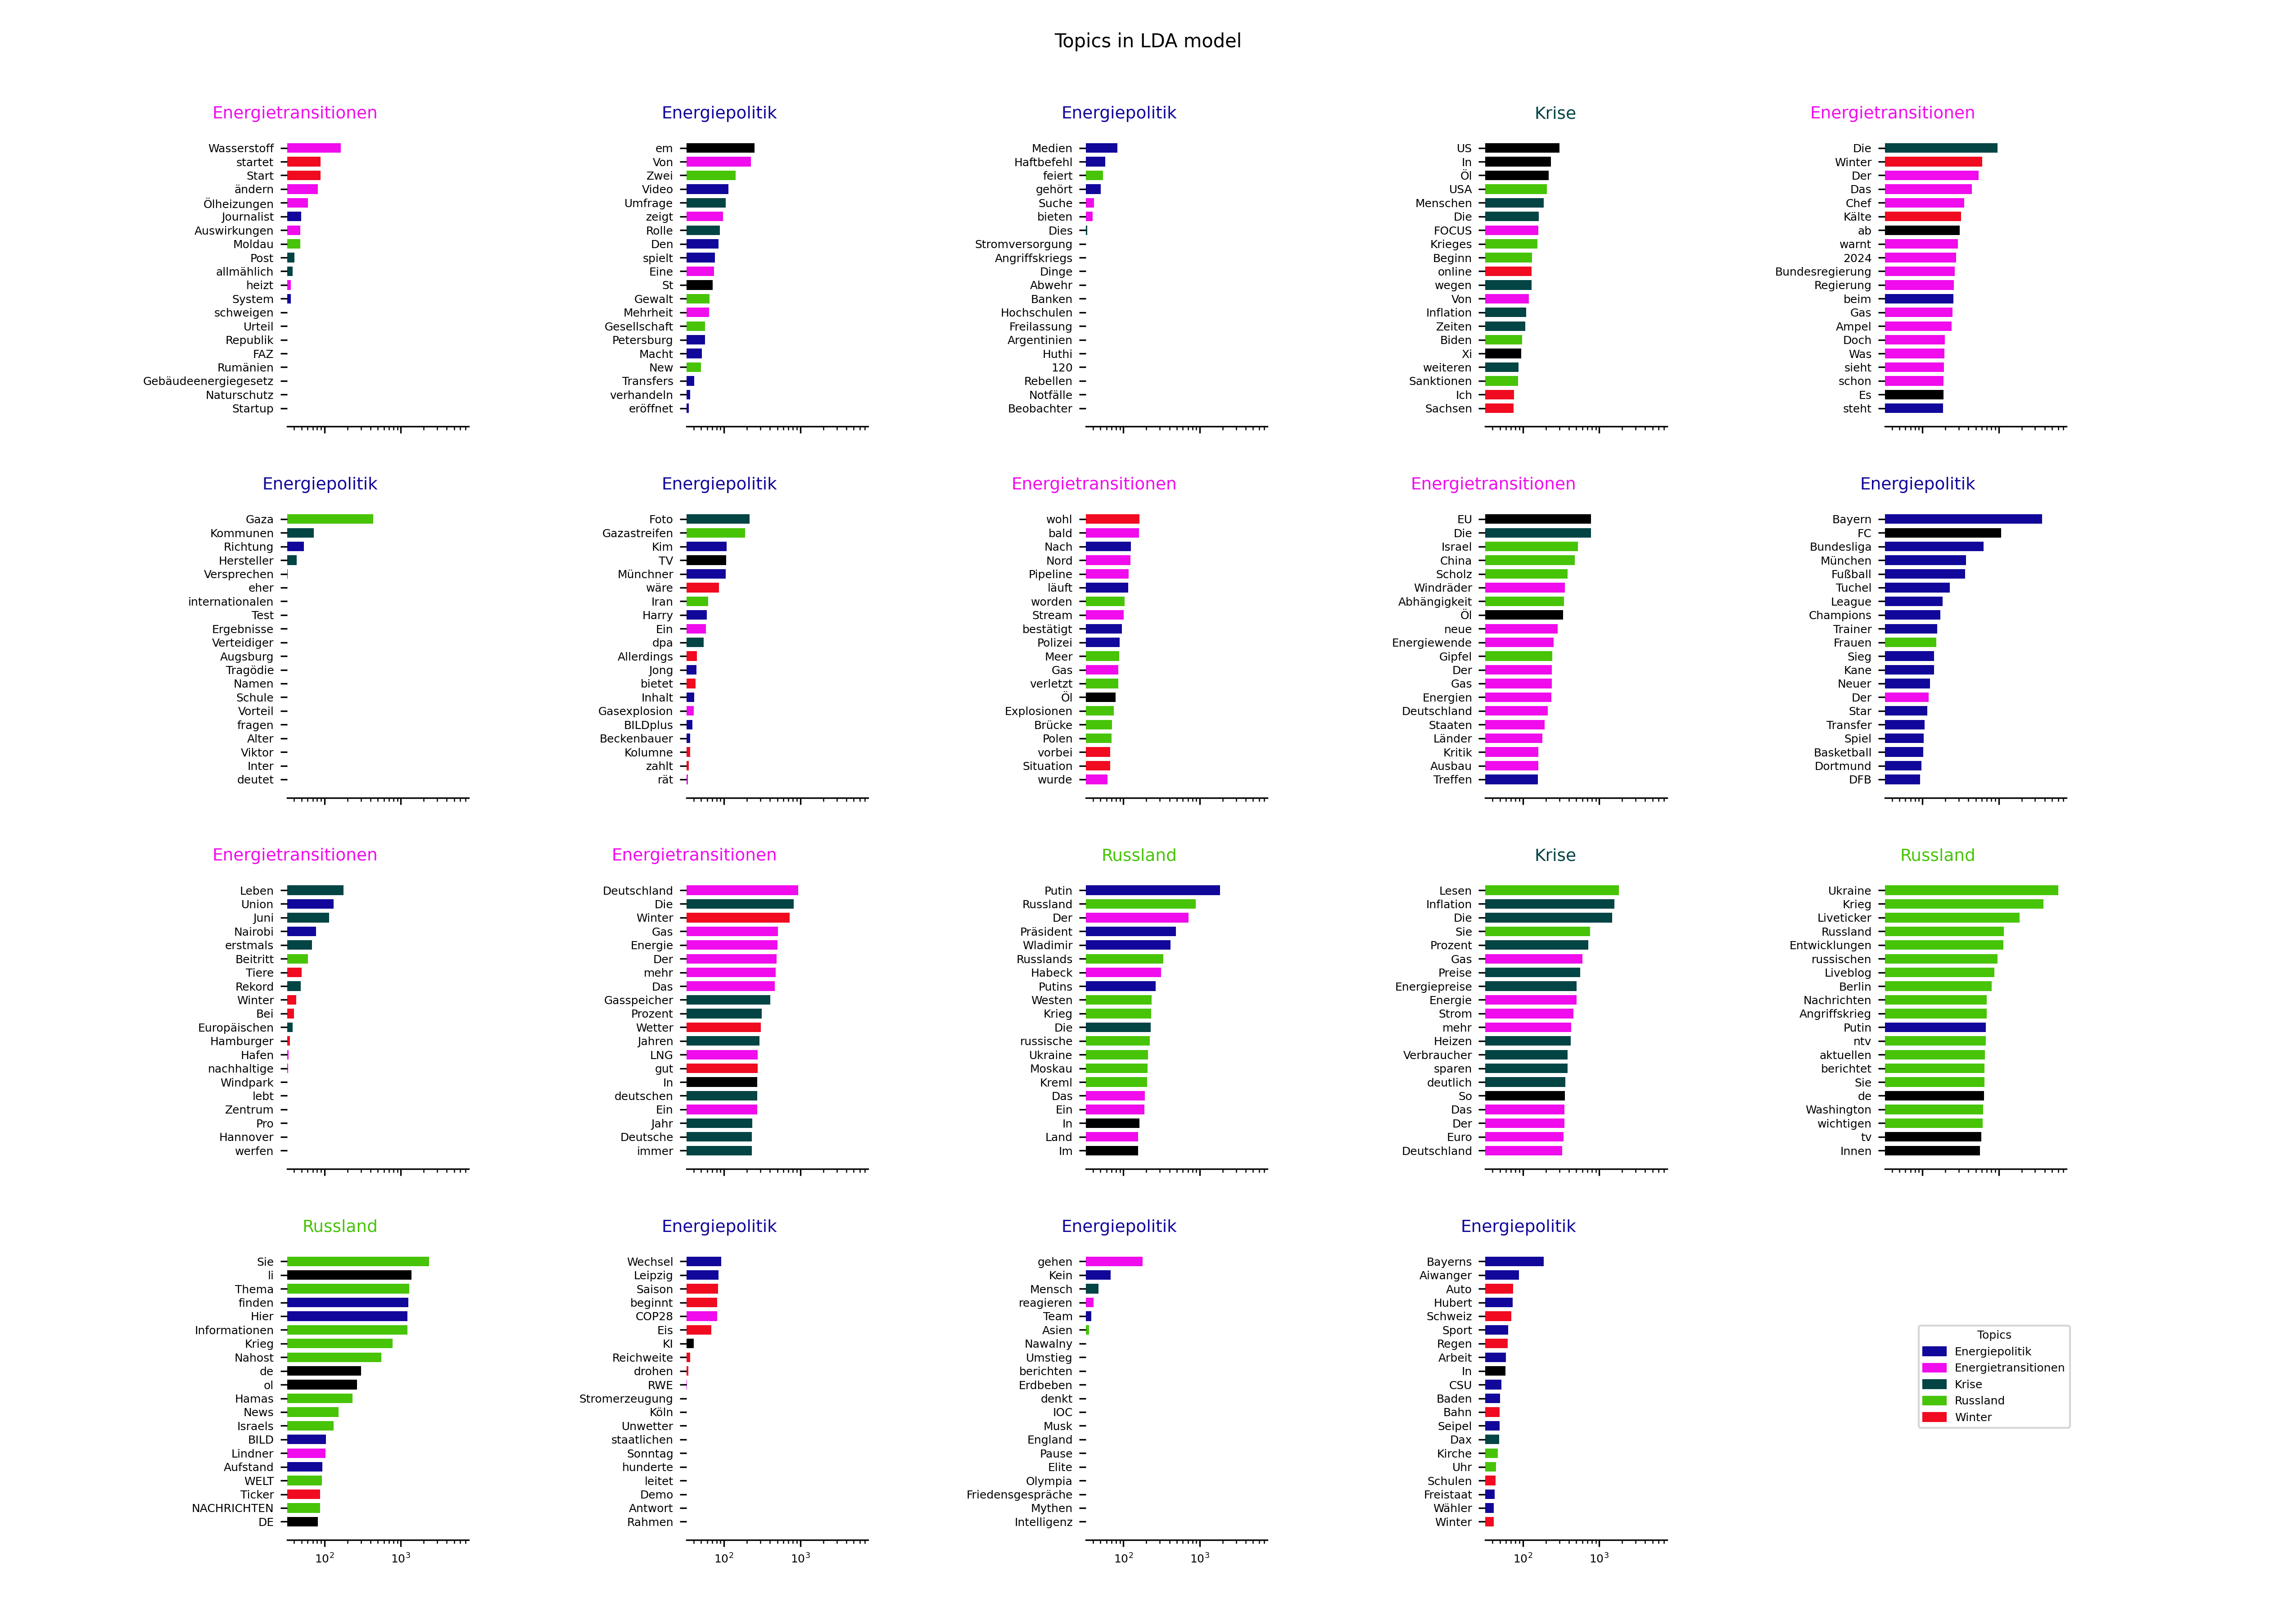 Topics in LDA model
Energietransitionen
Wasserstoff
startet
Start
ändern
Ölheizungen
Journalist
Auswirkungen
Moldau
Post
allmählich
heizt
System
schweigen
Urteil
Republik
FAZ
Rumänien
Gebäudeenergiegesetz
Naturschutz
Startup
Energiepolitik
em
Von
Zwei
Video
Umfrage
zeigt
Rolle
Den
spielt
Eine
St
Gewalt
Mehrheit
Gesellschaft
Petersburg
Macht
New
Transfers
verhandeln
eröffnet
Energiepolitik
Medien
Haftbefehl
feiert
gehört
Suche
bieten
Dies
Stromversorgung
Angriffskriegs
Dinge
Abwehr
Banken
Hochschulen
Freilassung
Argentinien
Huthi
120
Rebellen
Notfälle
Beobachter
Krise
US
In
Öl
USA
Menschen
Die
FOCUS
Krieges
Beginn
online
wegen
Von
Inflation
Zeiten
Biden
Xi
weiteren
Sanktionen
Ich
Sachsen
Energietransitionen
Die
Winter
Der
Das
Chef
Kälte
ab
warnt
2024
Bundesregierung
Regierung
beim
Gas
Ampel
Doch
Was
sieht
schon
Es
steht
Energiepolitik
Gaza
Kommunen
Richtung
Hersteller
Versprechen
eher
internationalen
Test
Ergebnisse
Verteidiger
Augsburg
Tragödie
Namen
Schule
Vorteil
fragen
Alter
Viktor
Inter
deutet
Energiepolitik
Foto
Gazastreifen
Kim
TV
Münchner
wäre
Iran
Harry
Ein
dpa
Allerdings
Jong
bietet
Inhalt
Gasexplosion
BILDplus
Beckenbauer
Kolumne
zahlt
rät
Energietransitionen
wohl
bald
Nach
Nord
Pipeline
läuft
worden
Stream
bestätigt
Polizei
Meer
Gas
verletzt
Öl
Explosionen
Brücke
Polen
vorbei
Situation
wurde
Energietransitionen
EU
Die
Israel
China
Scholz
Windräder
Abhängigkeit
Öl
neue
Energiewende
Gipfel
Der
Gas
Energien
Deutschland
Staaten
Länder
Kritik
Ausbau
Treffen
Energiepolitik
Bayern
FC
Bundesliga
München
Fußball
Tuchel
League
Champions
Trainer
Frauen
Sieg
Kane
Neuer
Der
Star
Transfer
Spiel
Basketball
Dortmund
DFB
Energietransitionen
Leben
Union
Juni
Nairobi
erstmals
Beitritt
Tiere
Rekord
Winter
Bei
Europäischen
Hamburger
Hafen
nachhaltige
Windpark
lebt
Zentrum
Pro
Hannover
werfen
Energietransitionen
Deutschland
Die
Winter
Gas
Energie
Der
mehr
Das
Gasspeicher
Prozent
Wetter
Jahren
LNG
gut
In
deutschen
Ein
Jahr
Deutsche
immer
Russland
Putin
Russland
Der
Präsident
Wladimir
Russlands
Habeck
Putins
Westen
Krieg
Die
russische
Ukraine
Moskau
Kreml
Das
Ein
In
Land
Im
Krise
Lesen
Inflation
Die
Sie
Prozent
Gas
Preise
Energiepreise
Energie
Strom
mehr
Heizen
Verbraucher
sparen
deutlich
So
Das
Der
Euro
Deutschland
Russland
Ukraine
Krieg
Liveticker
Russland
Entwicklungen
russischen
Liveblog
Berlin
Nachrichten
Angriffskrieg
Putin
ntv
aktuellen
berichtet
Sie
de
Washington
wichtigen
tv
Innen
Russland
Sie
li
Thema
finden
Hier
Informationen
Krieg
Nahost
de
ol
Hamas
News
Israels
BILD
Lindner
Aufstand
WELT
Ticker
NACHRICHTEN
DE
10² 10³
Energiepolitik
Wechsel
Leipzig
Saison
beginnt
COP28
Eis
KI
Reichweite
drohen
RWE
Stromerzeugung
Köln
Unwetter
staatlichen
Sonntag
hunderte
leitet
Demo
Antwort
Rahmen
10² 10³
Energiepolitik
gehen
Kein
Mensch
reagieren
Team
Asien
Nawalny
Umstieg
berichten
Erdbeben
denkt
IOC
Musk
England
Pause
Elite
Olympia
Friedensgespräche
Mythen
Intelligenz
10² 10³
Energiepolitik
Bayerns
Aiwanger
Auto
Hubert
Schweiz
Sport
Regen
Arbeit
In
CSU
Baden
Bahn
Seipel
Dax
Kirche
Uhr
Schulen
Freistaat
Wähler
Winter
10² 10³
Topics
Energiepolitik
Energietransitionen
Krise
Russland
Winter